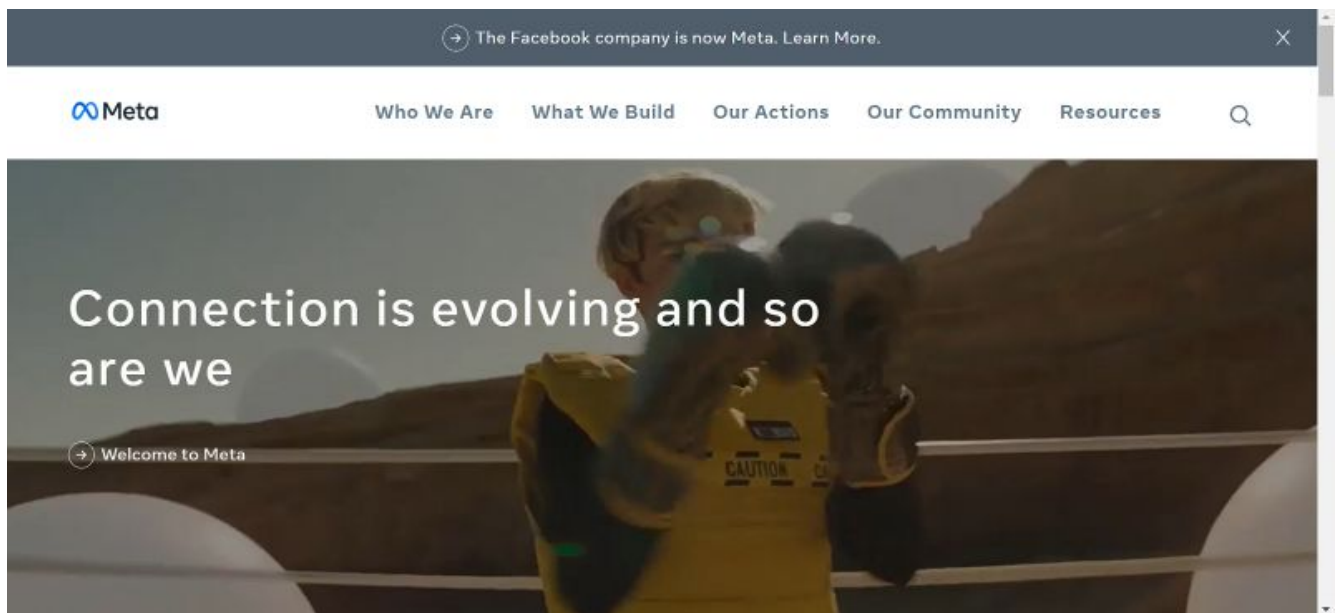 The Facebook company is now Meta. Learn More.
Meta
Who We Are What We Build Our Actions Our Community Resources
Connection is evolving and so
are we
Welcome to Meta
CAUTION